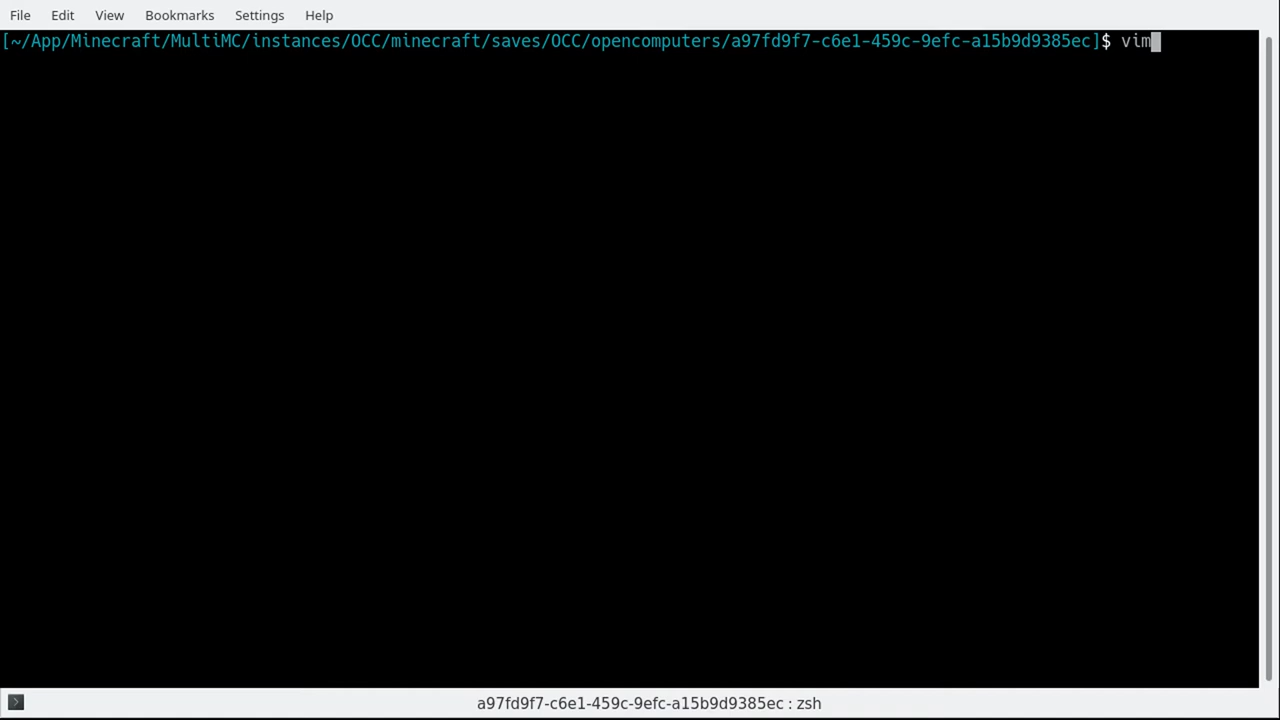 File Edit View Bookmarks Settings Help
[~/App/Minecraft/MultiMC/instances/OCC/minecraft/saves/OCC/opencomputers/a97fd9f7-c6e1-459c-9efc-a15b9d9385ec]$ vim
a97fd9f7-c6e1-459c-9efc-a15b9d9385ec : zsh